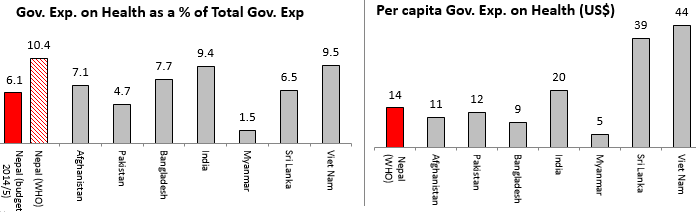 Gov. Exp. on Health as a % of Total Gov. Exp
6.1
10.4
7.1
4.7
7.7
9.4
1.5
6.5
9.5
Nepal (budget
2014/5)
Nepal (WHO)
Afghanistan
Pakistan
Bangladesh
India
Myanmar
Sri Lanka
Viet Nam
Per capita Gov. Exp. on Health (US$)
14
11
12
9
20
5
39
44
Nepal
(WHO)
Afghanistan
Pakistan
Bangladesh
India
Myanmar
Sri Lanka
Viet Nam